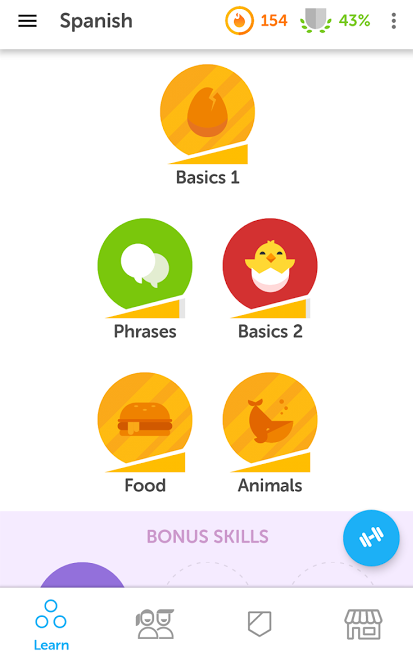 Spanish 154 43%
Basics 1
Phrases Basics 2
Food Animals
BONUS SKILLS
Learn